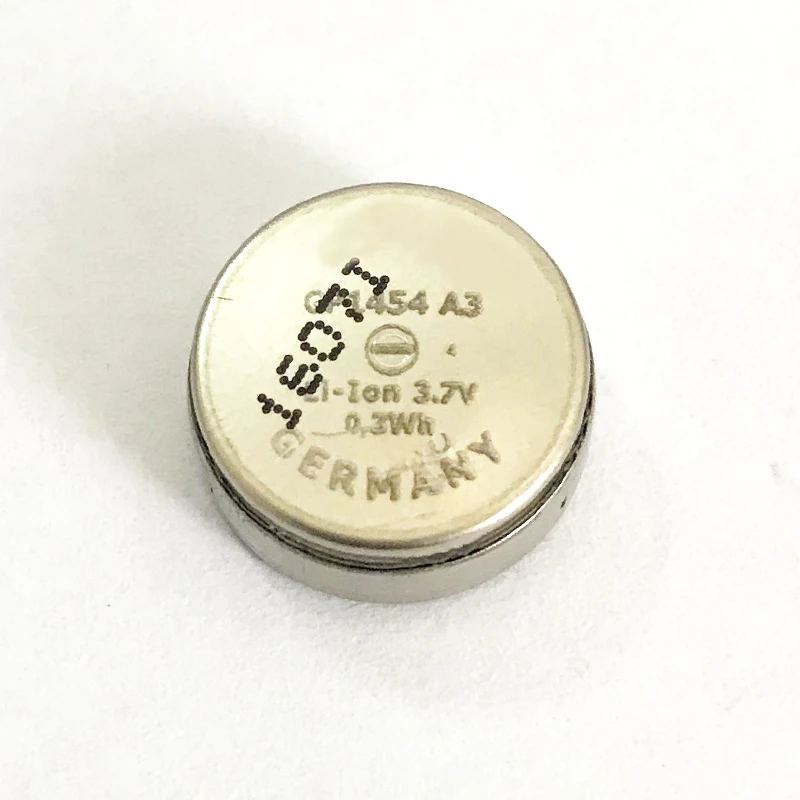 CP1454 A3
Li-Ion 3.7V
0,3Wh
GERMANY